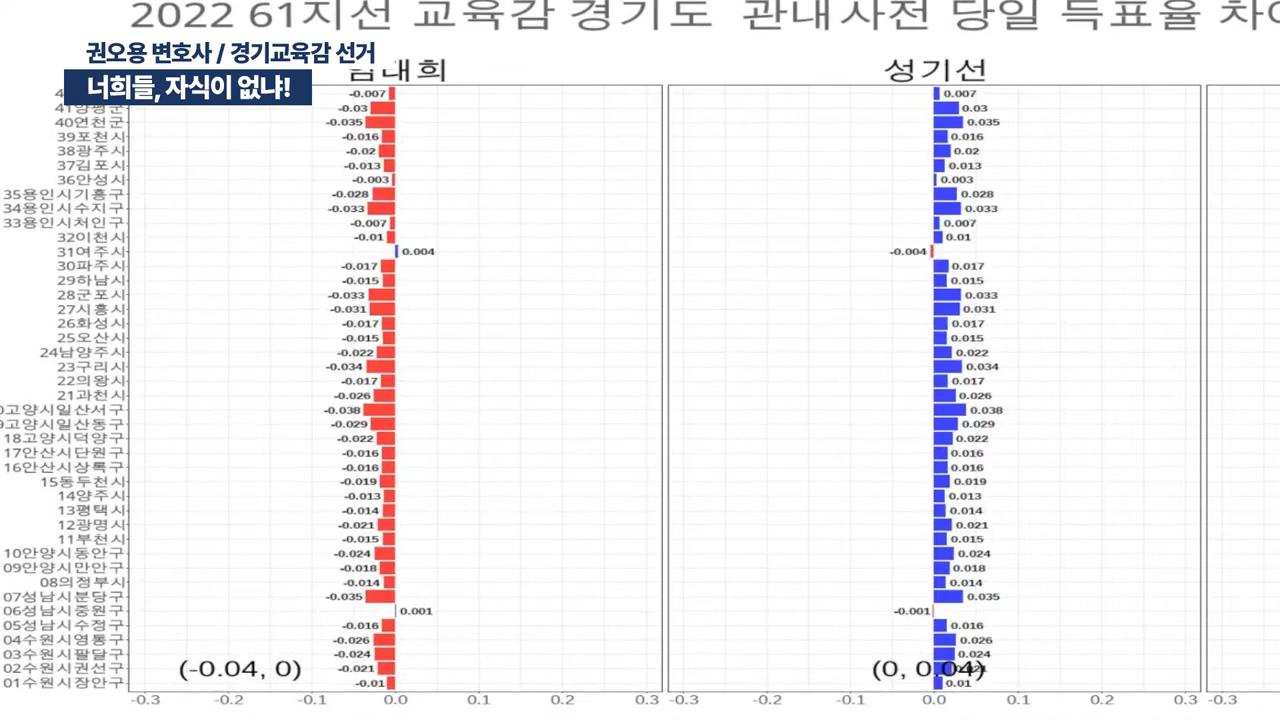 2022 61지선 교육감 경기도 관내사전 당일 득표율 차
권오용 변호사 / 경기교육감 선거
너희들, 자식이 없냐!
임태희 성기선
-0.007 0.007
41양평군 -0.03 0.03
40연천군 -0.035 0.035
39포천시 -0.016 0.016
38광주시 -0.02 0.02
37김포시 -0.013 0.013
36안성시 -0.003 0.003
35용인시기흥구 -0.028 0.028
34용인시수지구 -0.033 0.033
33용인시처인구 -0.007 0.007
32이천시 -0.01 0.01
31여주시 0.004 -0.004
30파주시 -0.017 0.017
29하남시 -0.015 0.015
28군포시 -0.033 0.033
27시흥시 -0.031 0.031
26화성시 -0.017 0.017
25오산시 -0.015 0.015
24남양주시 -0.022 0.022
23구리시 -0.034 0.034
22의왕시 -0.017 0.017
21과천시 -0.026 0.026
0고양시일산서구 -0.038 0.038
9고양시일산동구 -0.029 0.029
18고양시덕양구 -0.022 0.022
17안산시단원구 -0.016 0.016
16안산시상록구 -0.016 0.016
15동두천시 -0.019 0.019
14양주시 -0.013 0.013
13평택시 -0.014 0.014
12광명시 -0.021 0.021
11부천시 -0.015 0.015
10안양시동안구 -0.024 0.024
09안양시만안구 -0.018 0.018
08의정부시 -0.014 0.014
07성남시분당구 -0.035 0.035
06성남시중원구 0.001 -0.001
05성남시수정구 -0.016 0.016
04수원시영통구 -0.026 0.026
03수원시팔달구 -0.024 0.024
02수원시권선구 (-0.04, 0) -0.021 (0, 0.04)
01수원시장안구 -0.01 0.01
-0.3 -0.2 -0.1 0.0 0.1 0.2 0.3 -0.2 -0.1 0.0 0.1 0.2 0.3 -0.3